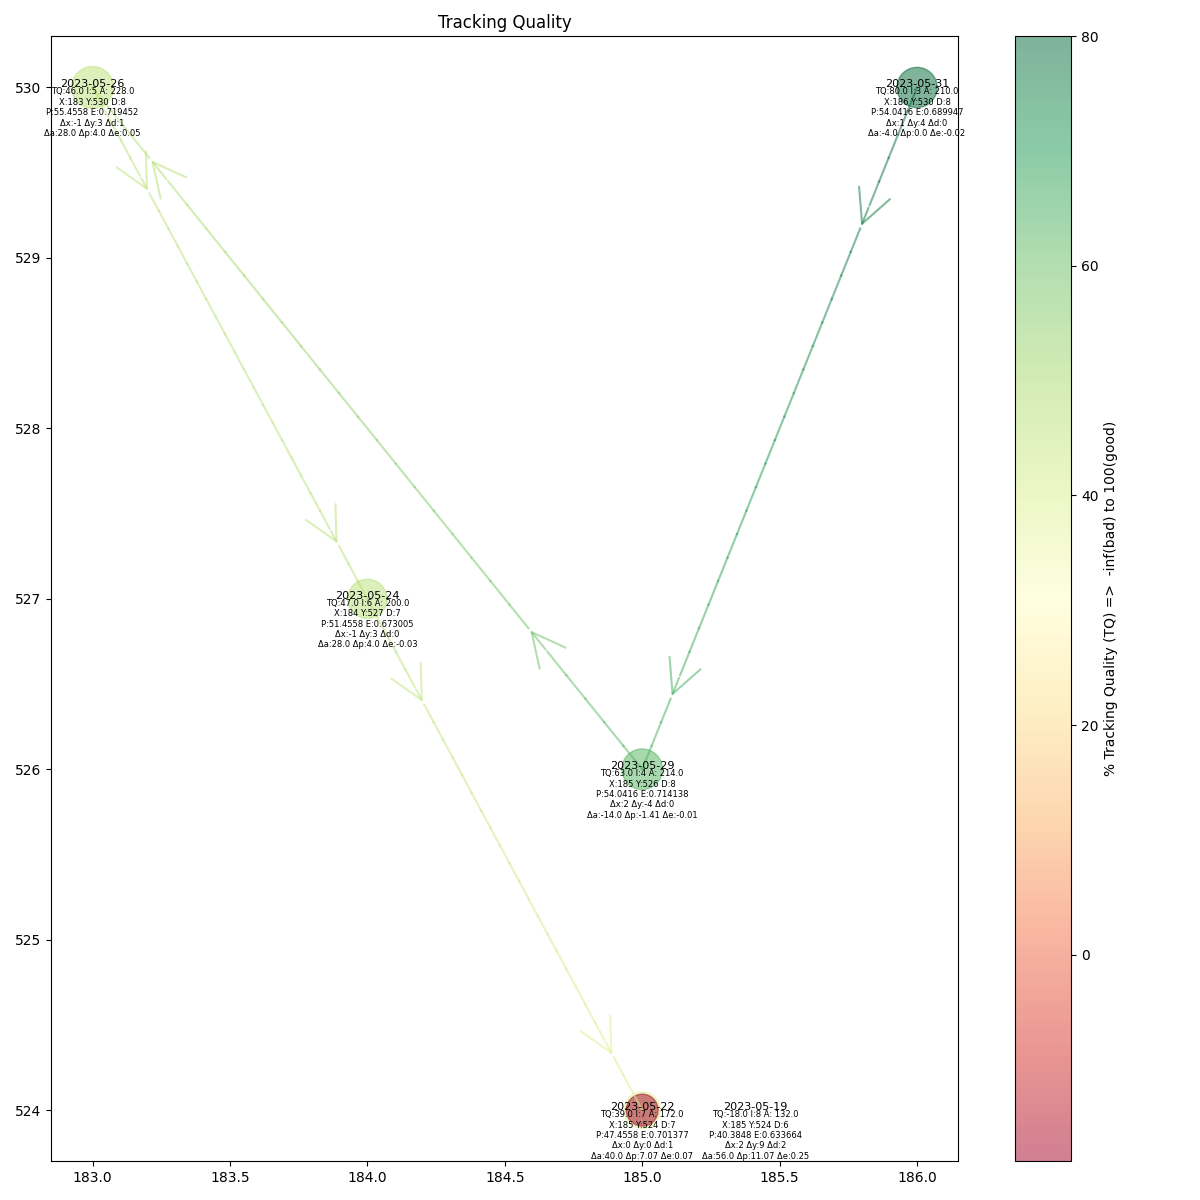 Tracking Quality
530
529
528
527
526
525
524
183.0
183.5
184.0
184.5
185.0
185.5
186.0
2023-05-26
TQ:46.0 I:5 A: 228.0
X:183 Y:530 D:8
P:55.4558 E:0.719452
Δx:-1 Δy:3 Δd:1
Δa:28.0 Δp:4.0 Δe:0.05
2023-05-31
TQ:80.0 I:3 A: 210.0
X:186 Y:530 D:8
P:54.0416 E:0.689947
Δx:1 Δy:4 Δd:0
Δa:-4.0 Δp:0.0 Δe:-0.02
2023-05-24
TQ:47.0 I:6 A: 200.0
X:184 Y:527 D:7
P:51.4558 E:0.673005
Δx:-1 Δy:3 Δd:0
Δa:28.0 Δp:4.0 Δe:-0.03
2023-05-29
TQ:63.0 I:4 A: 214.0
X:185 Y:526 D:8
P:54.0416 E:0.714138
Δx:2 Δy:-4 Δd:0
Δa:-14.0 Δp:-1.41 Δe:-0.01
2023-05-22
TQ:39.0 I:7 A: 172.0
X:185 Y:524 D:7
P:47.4558 E:0.701377
Δx:0 Δy:0 Δd:1
Δa:40.0 Δp:7.07 Δe:0.07
2023-05-19
TQ:-18.0 I:8 A: 132.0
X:185 Y:524 D:6
P:40.3848 E:0.633664
Δx:2 Δy:9 Δd:2
Δa:56.0 Δp:11.07 Δe:0.25
80
60
40
20
0
% Tracking Quality (TQ) =>  -inf(bad) to 100(good)